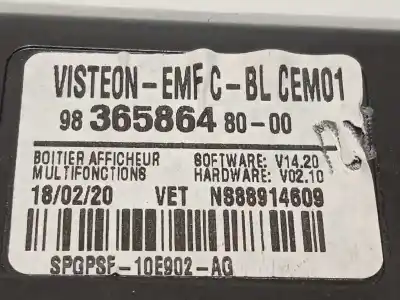 VISTEON-EMF C-BL CEM01
98 365864 80-00
BOITIER AFFICHEUR SOFTWARE: V14.20
MULTIFONCTIONS HARDWARE: V02.10
18/02/20 VET NS88914609
SPGPSF-10E902-AG